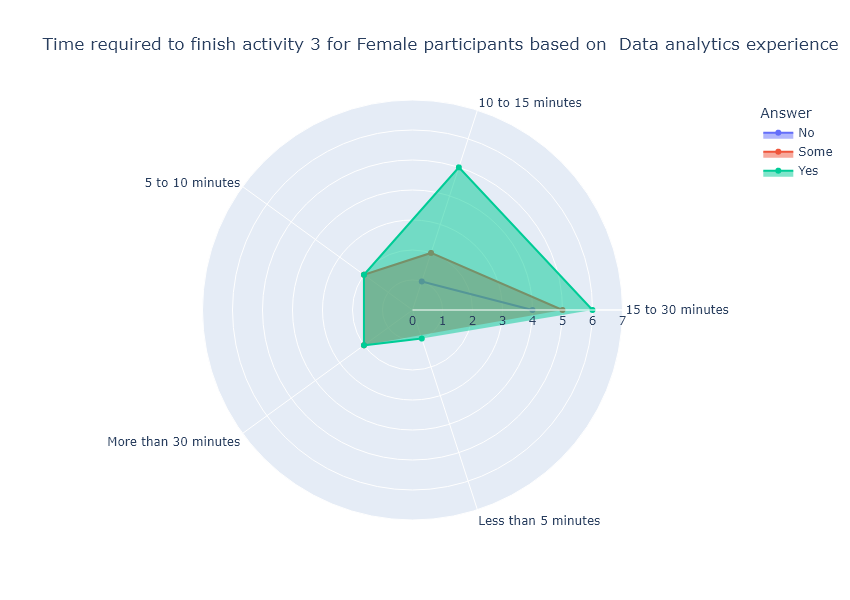 Time required to finish activity 3 for Female participants based on  Data analytics experience
10 to 15 minutes
Answer
No
Some
Yes
5 to 10 minutes
15 to 30 minutes
0 1 2 3 4 5 6 7
More than 30 minutes
Less than 5 minutes